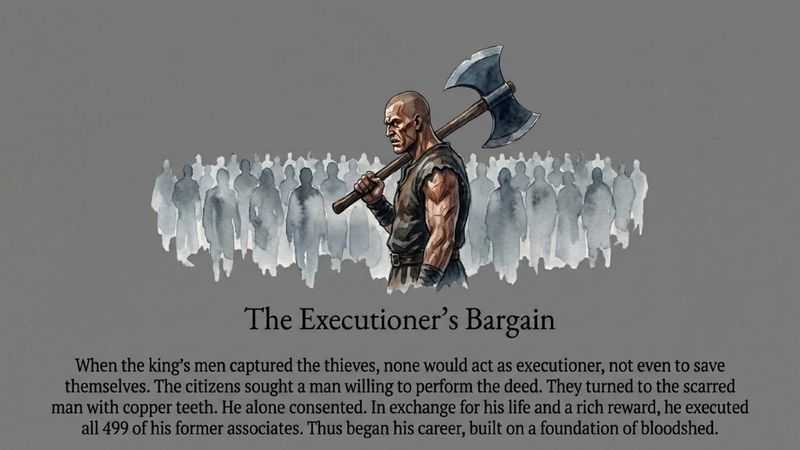 The Executioner's Bargain
When the king's men captured the thieves, none would act as executioner, not even to save
themselves. The citizens sought a man willing to perform the deed. They turned to the scarred
man with copper teeth. He alone consented. In exchange for his life and a rich reward, he executed
all 499 of his former associates. Thus began his career, built on a foundation of bloodshed.